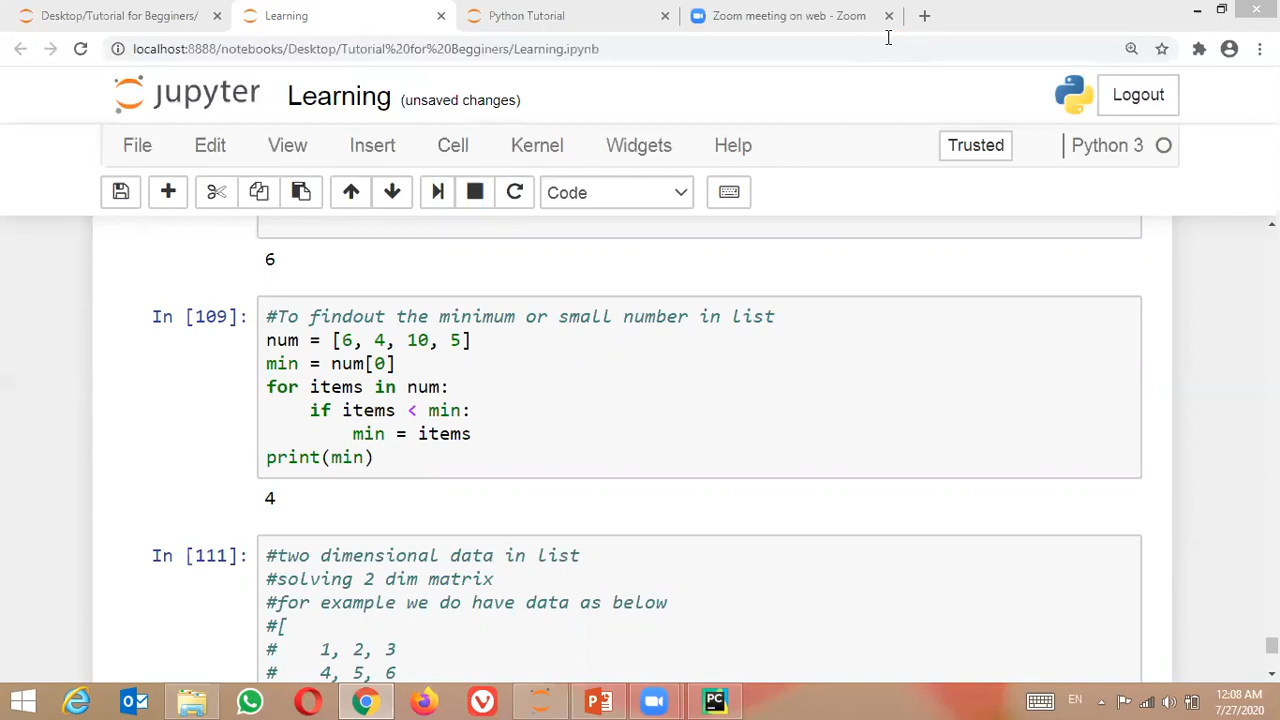 Desktop/Tutorial for Begginers/
Learning
Python Tutorial
Zoom meeting on web - Zoom
localhost:8888/notebooks/Desktop/Tutorial%20for%20Begginers/Learning.ipynb
jupyter
Learning (unsaved changes)
Logout
File Edit View Insert Cell Kernel Widgets Help
Trusted
Python 3
Code
6
In [109]:
#To findout the minimum or small number in list
num = [6, 4, 10, 5]
min = num[0]
for items in num:
    if items < min:
        min = items
print(min)
4
In [111]:
#two dimensional data in list
#solving 2 dim matrix
#for example we do have data as below
#[
#    1, 2, 3
#    4, 5, 6
PC
EN
12:08 AM
7/27/2020